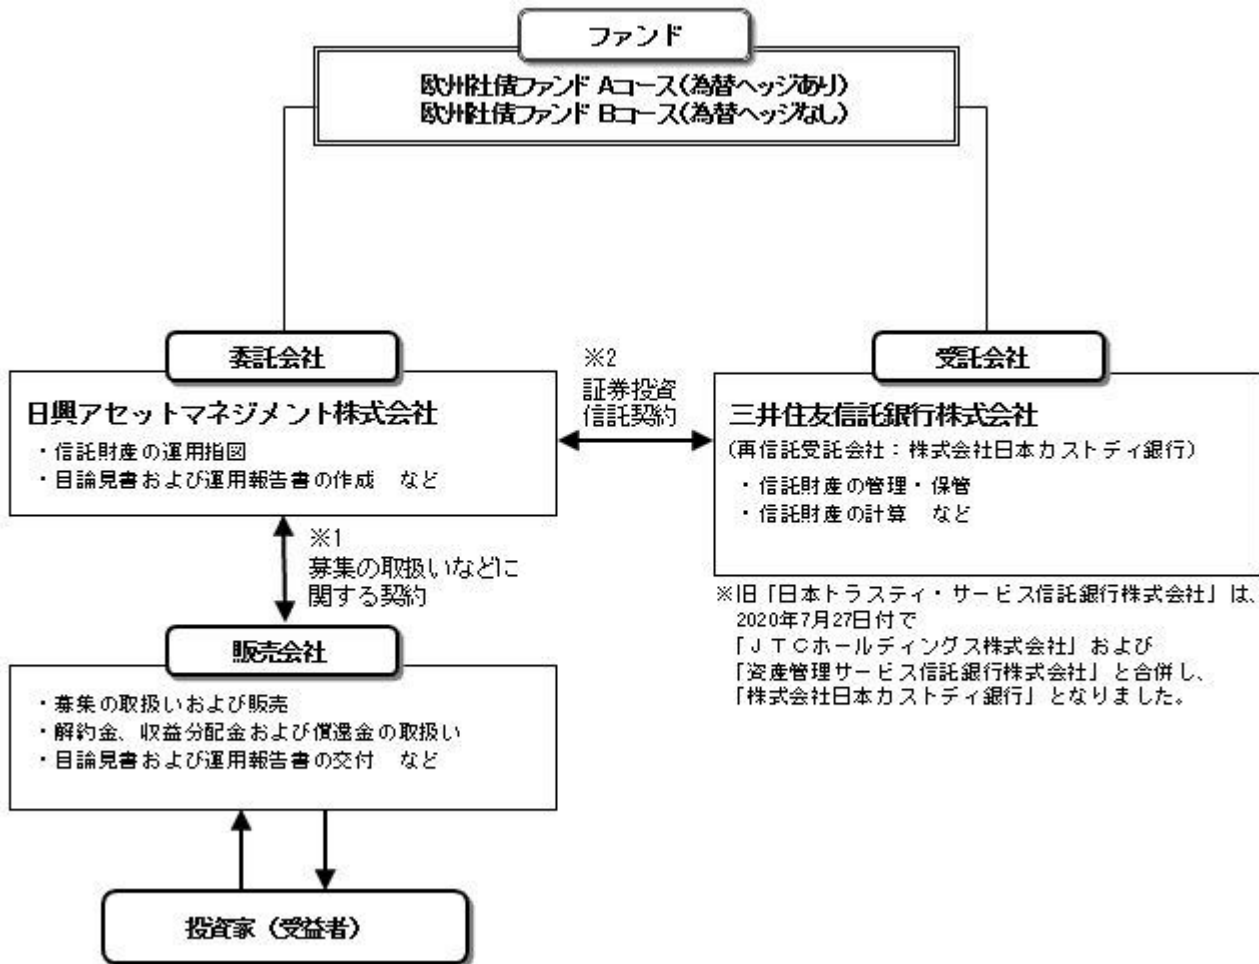 ファンド
欧州社債ファンド Aコース(為替ヘッジあり)
欧州社債ファンド Bコース(為替ヘッジなし)
委託会社
日興アセットマネジメント株式会社
・信託財産の運用指図
・目論見書および運用報告書の作成 など
※2
証券投資
信託契約
受託会社
三井住友信託銀行株式会社
(再信託受託会社：株式会社日本カストディ銀行)
・信託財産の管理・保管
・信託財産の計算 など
※旧「日本トラスティ・サービス信託銀行株式会社」は、
2020年7月27日付で
「ＪＴＣホールディングス株式会社」および
「資産管理サービス信託銀行株式会社」と合併し、
「株式会社日本カストディ銀行」となりました。
※1
募集の取扱いなどに
関する契約
販売会社
・募集の取扱いおよび販売
・解約金、収益分配金および償還金の取扱い
・目論見書および運用報告書の交付 など
投資家（受益者）